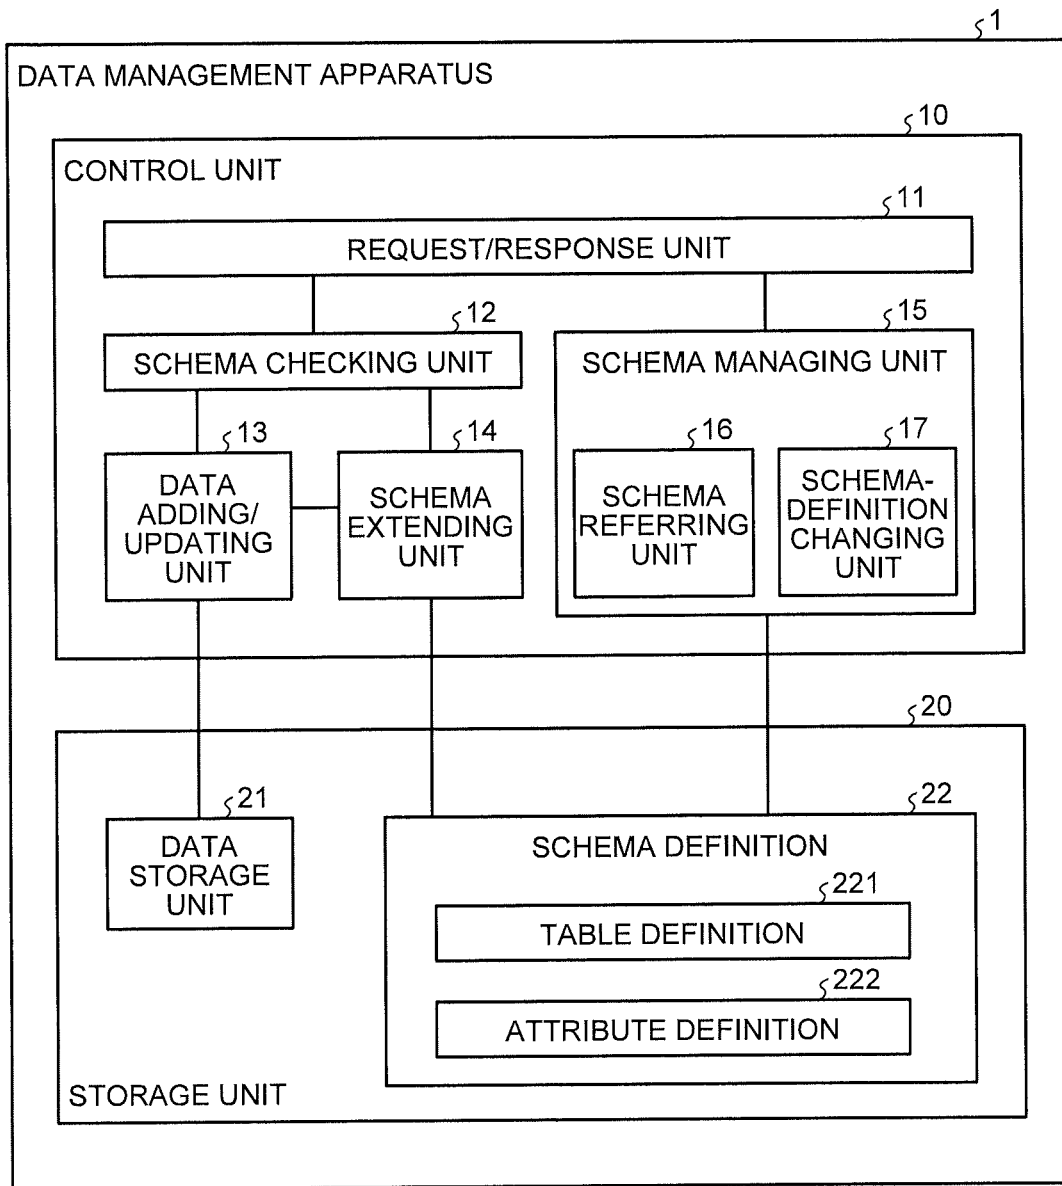 1
DATA MANAGEMENT APPARATUS
10
CONTROL UNIT
11
REQUEST/RESPONSE UNIT
12
SCHEMA CHECKING UNIT
15
SCHEMA MANAGING UNIT
13
DATA
ADDING/
UPDATING
UNIT
14
SCHEMA
EXTENDING
UNIT
16
SCHEMA
REFERRING
UNIT
17
SCHEMA-
DEFINITION
CHANGING
UNIT
20
21
DATA
STORAGE
UNIT
22
SCHEMA DEFINITION
221
TABLE DEFINITION
222
ATTRIBUTE DEFINITION
STORAGE UNIT